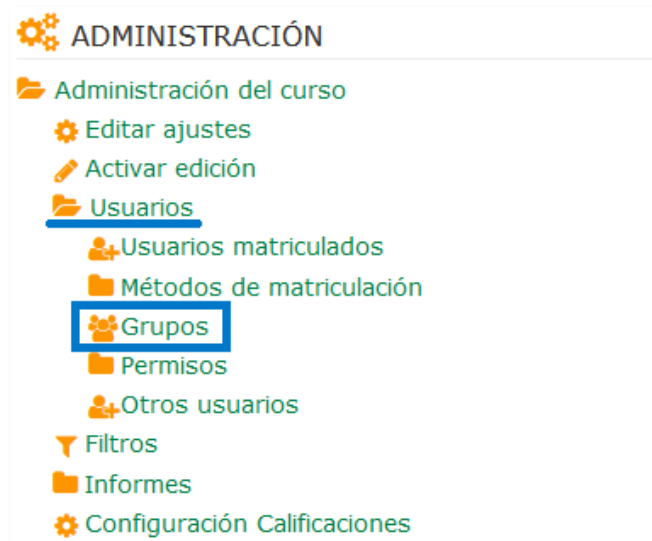 ADMINISTRACIÓN
Administración del curso
Editar ajustes
Activar edición
Usuarios
Usuarios matriculados
Métodos de matriculación
Grupos
Permisos
Otros usuarios
Filtros
Informes
Configuración Calificaciones